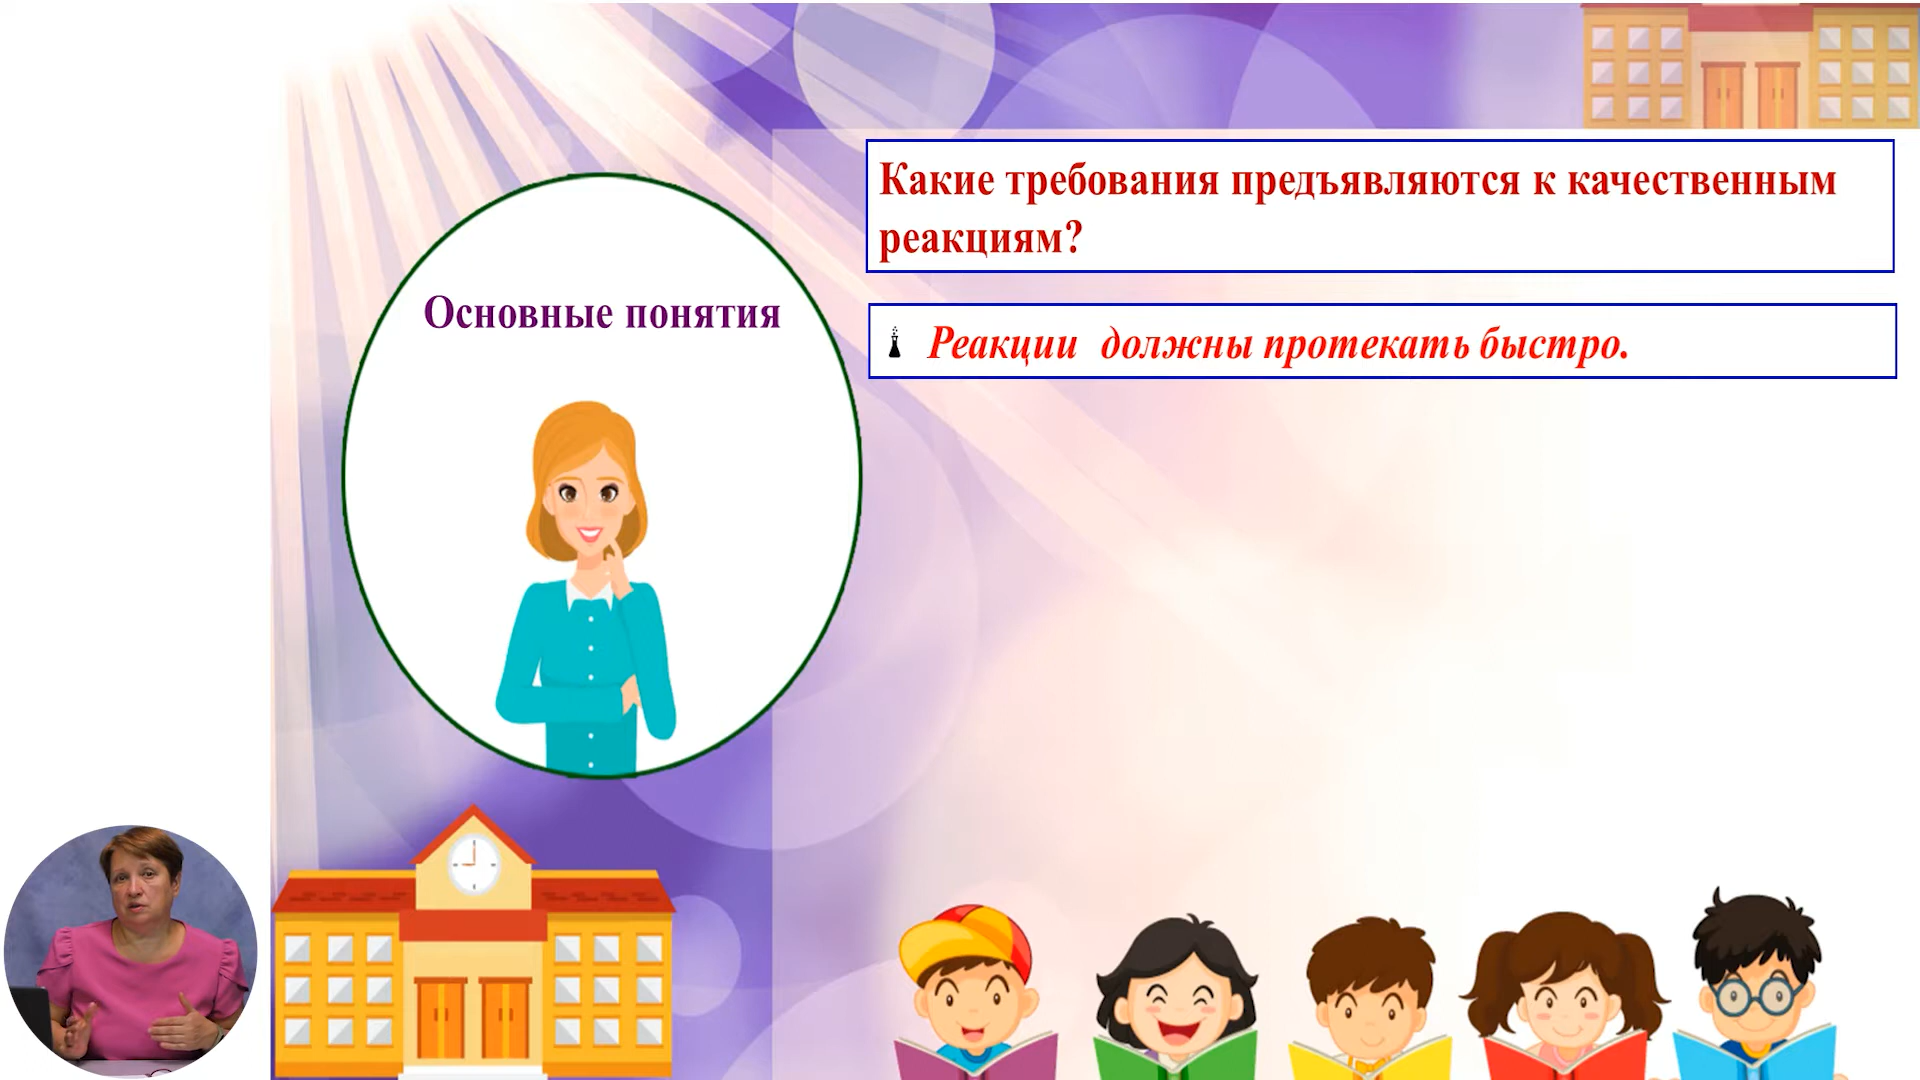 Основные понятия
Какие требования предъявляются к качественным
реакциям?
Реакции должны протекать быстро.